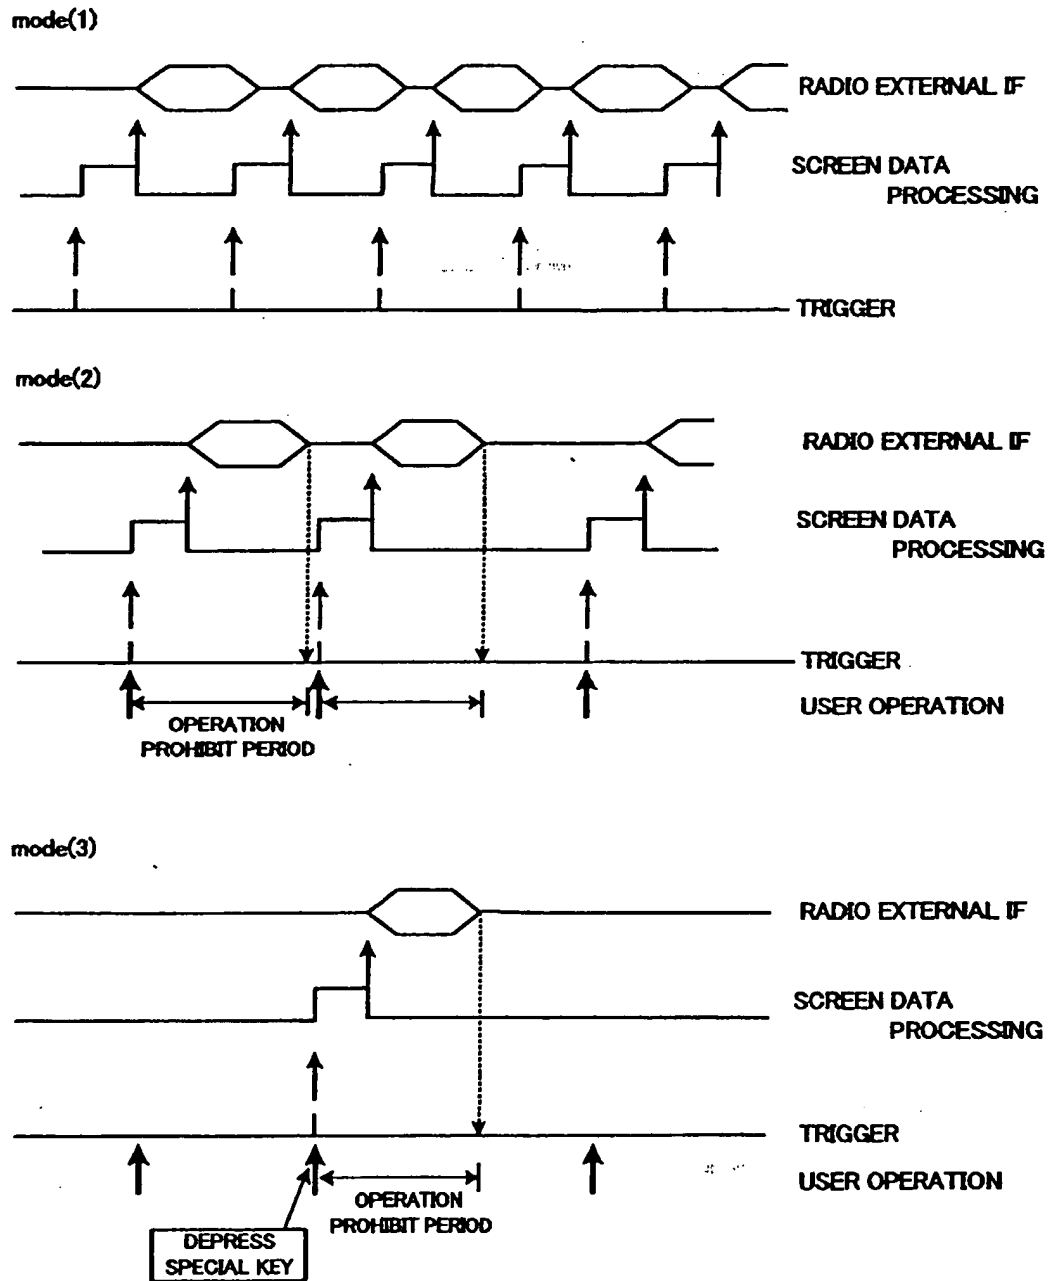 mode(1)
RADIO EXTERNAL IF
SCREEN DATA
PROCESSING
TRIGGER
mode(2)
RADIO EXTERNAL IF
SCREEN DATA
PROCESSING
TRIGGER
USER OPERATION
OPERATION
PROHIBIT PERIOD
mode(3)
RADIO EXTERNAL IF
SCREEN DATA
PROCESSING
TRIGGER
USER OPERATION
OPERATION
PROHIBIT PERIOD
DEPRESS
SPECIAL KEY